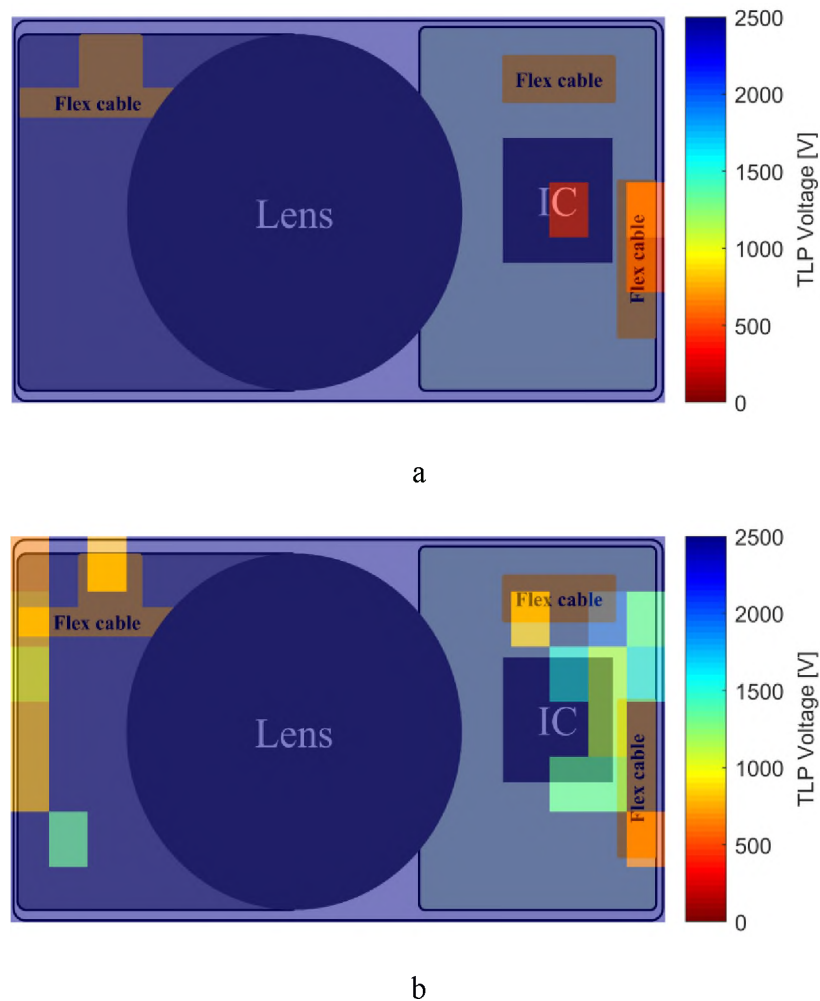 Flex cable
Flex cable
Lens
IC
Flex cable
2500
2000
1500
1000
500
0
TLP Voltage [V]
a
Flex cable
Flex cable
Lens
IC
Flex cable
2500
2000
1500
1000
500
0
TLP Voltage [V]
b